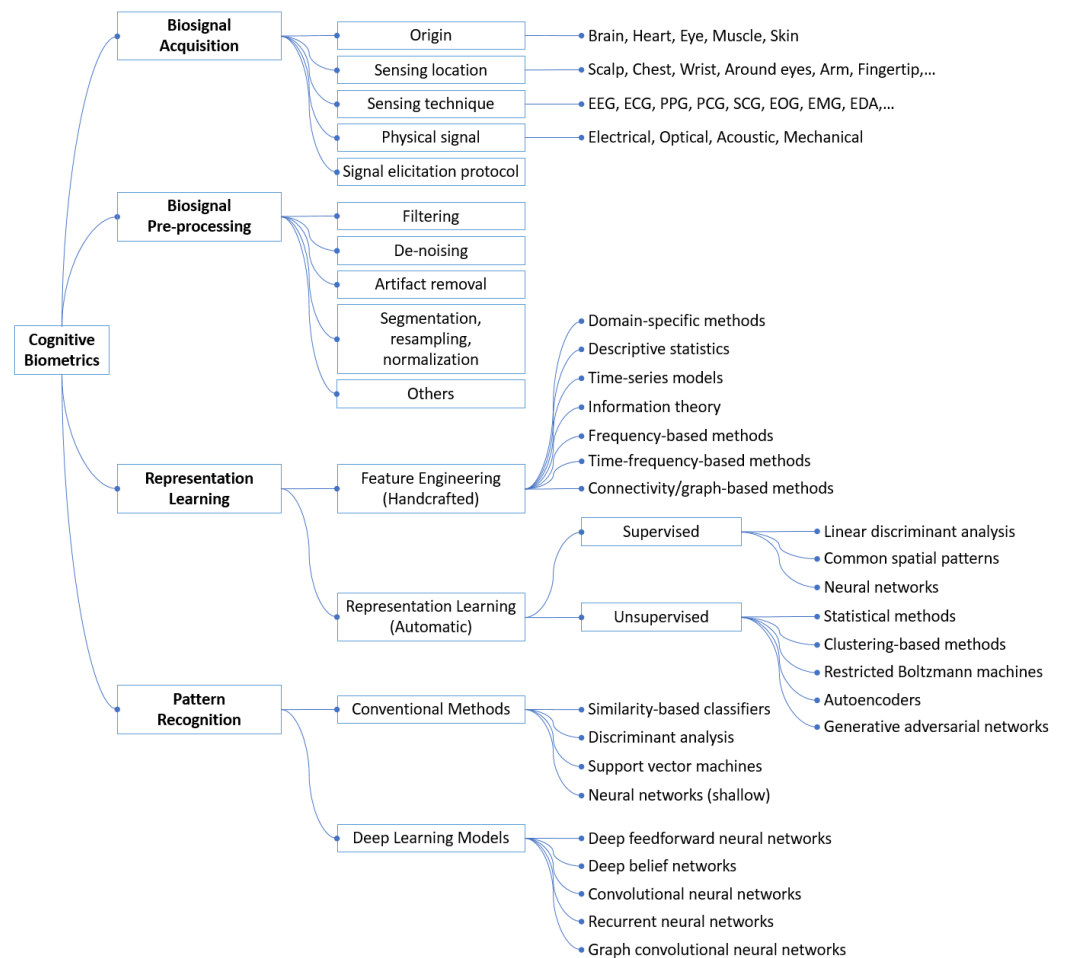 Cognitive
Biometrics
Biosignal
Acquisition
Origin
Brain, Heart, Eye, Muscle, Skin
Sensing location
Scalp, Chest, Wrist, Around eyes, Arm, Fingertip,...
Sensing technique
EEG, ECG, PPG, PCG, SCG, EOG, EMG, EDA,...
Physical signal
Electrical, Optical, Acoustic, Mechanical
Signal elicitation protocol
Biosignal
Pre-processing
Filtering
De-noising
Artifact removal
Segmentation,
resampling,
normalization
Others
Representation
Learning
Feature Engineering
(Handcrafted)
Domain-specific methods
Descriptive statistics
Time-series models
Information theory
Frequency-based methods
Time-frequency-based methods
Connectivity/graph-based methods
Representation Learning
(Automatic)
Supervised
Linear discriminant analysis
Common spatial patterns
Neural networks
Unsupervised
Statistical methods
Clustering-based methods
Restricted Boltzmann machines
Autoencoders
Generative adversarial networks
Pattern
Recognition
Conventional Methods
Similarity-based classifiers
Discriminant analysis
Support vector machines
Neural networks (shallow)
Deep Learning Models
Deep feedforward neural networks
Deep belief networks
Convolutional neural networks
Recurrent neural networks
Graph convolutional neural networks